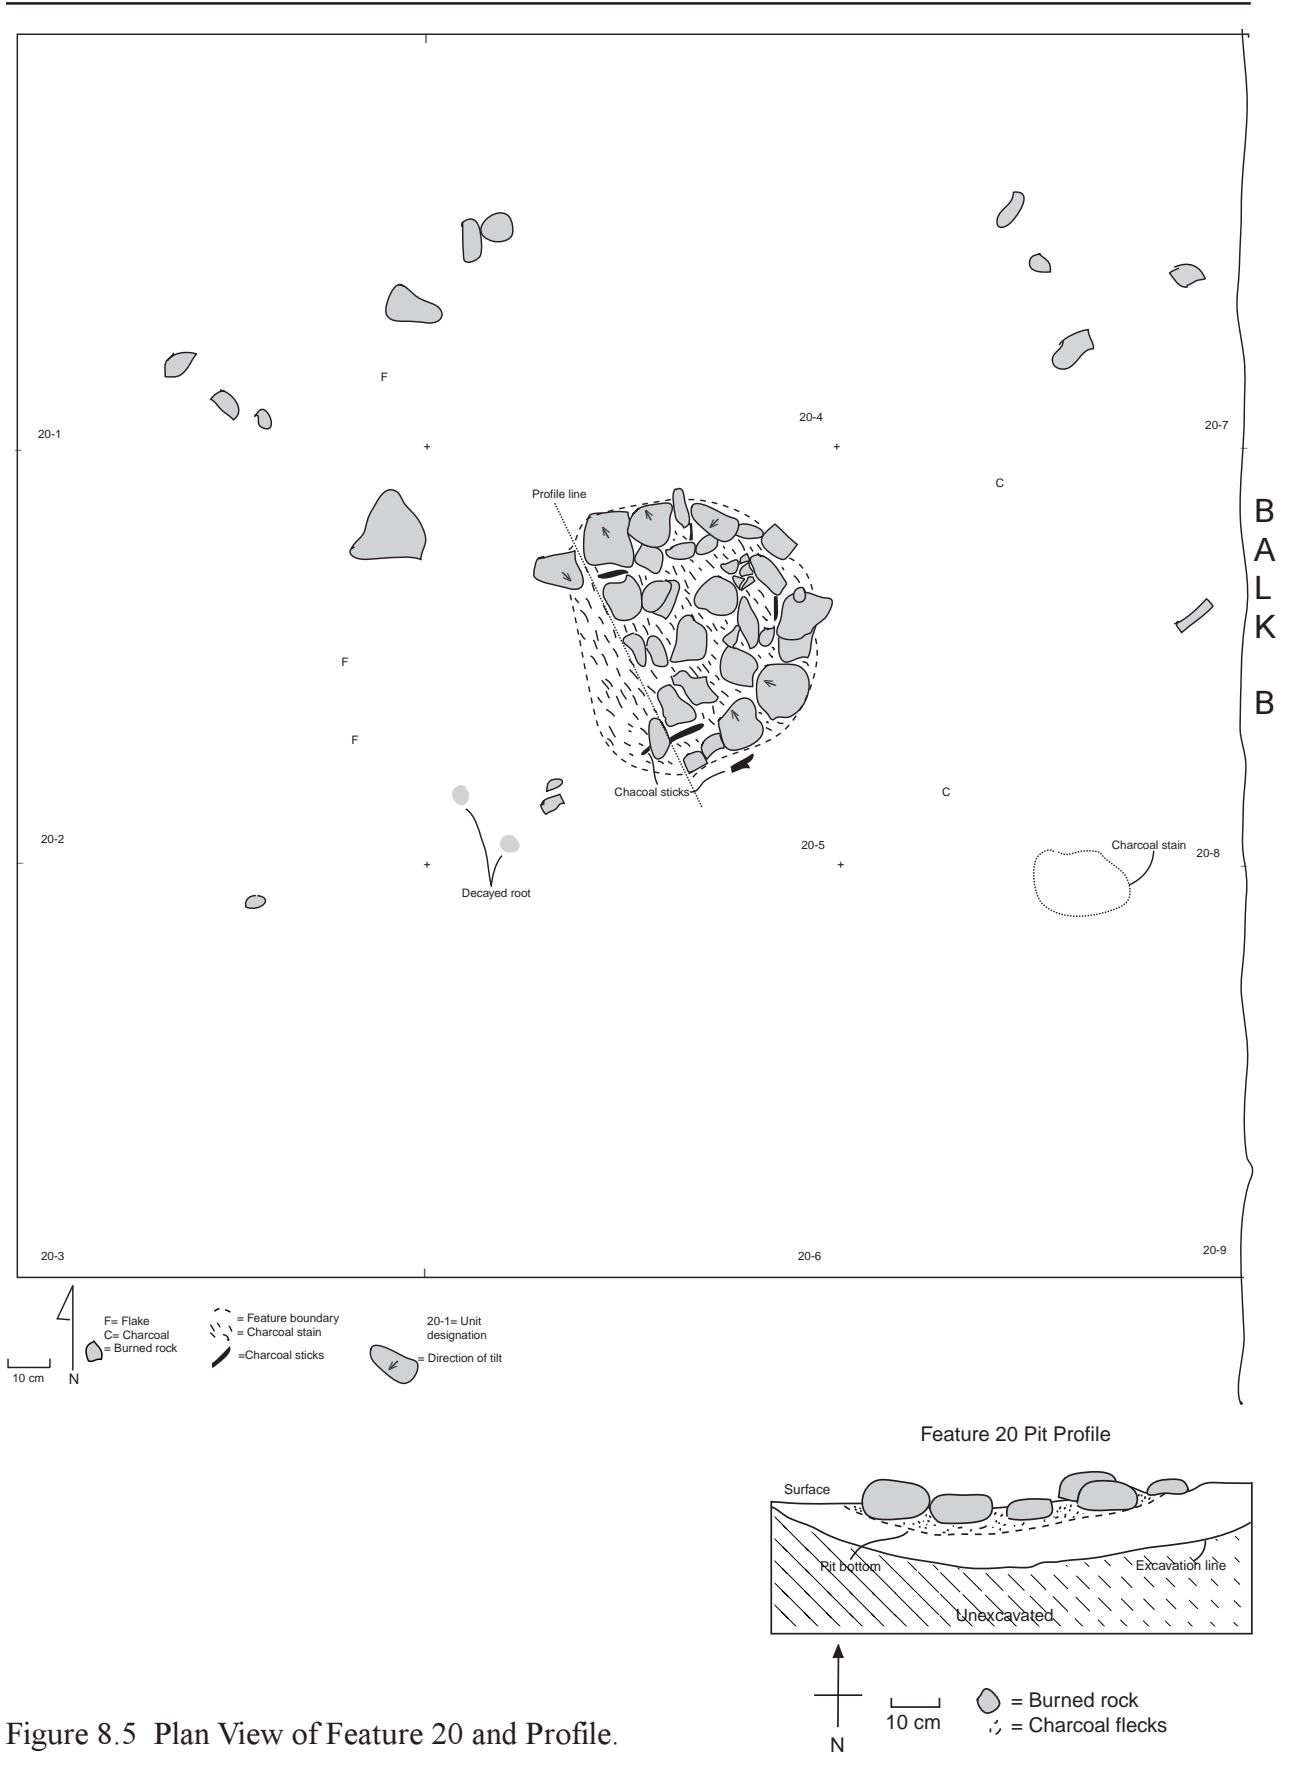 F
20-1
20-4
20-7
Profile line
C
B
A
L
K
B
F
F
Chacoal sticks
C
20-2
20-5
Charcoal stain
20-8
Decayed root
20-3
20-6
20-9
F= Flake
C= Charcoal
= Burned rock
= Feature boundary
= Charcoal stain
=Charcoal sticks
20-1= Unit
designation
= Direction of tilt
10 cm
N
Feature 20 Pit Profile
Surface
Pit bottom
Excavation line
Unexcavated
N
10 cm
= Burned rock
= Charcoal flecks
Figure 8.5 Plan View of Feature 20 and Profile.